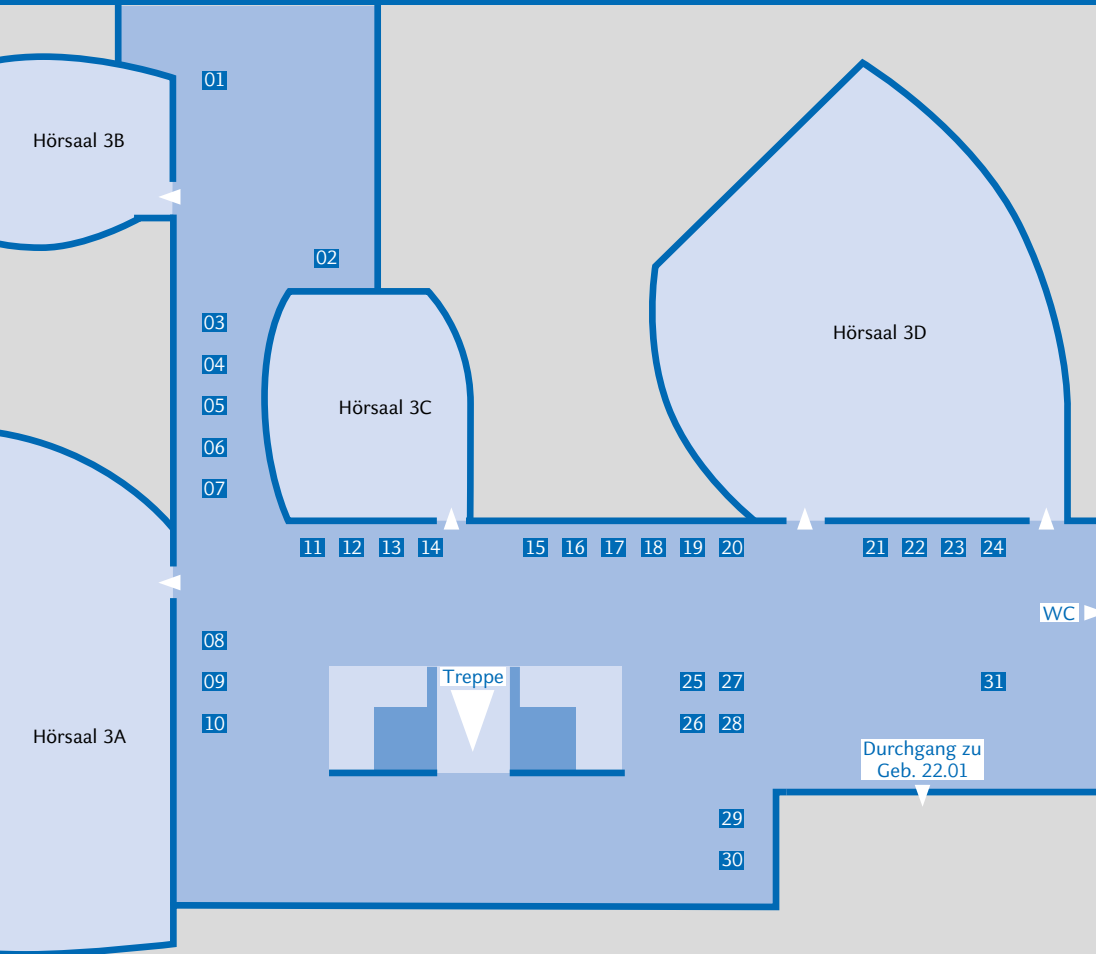 01
Hörsaal 3B
02
03
Hörsaal 3D
04
05
Hörsaal 3C
06
07
11 12 13 14 15 16 17 18 19 20 21 22 23 24
WC
08
Treppe
09
25 27
31
10
26 28
Hörsaal 3A
Durchgang zu
Geb. 22.01
29
30